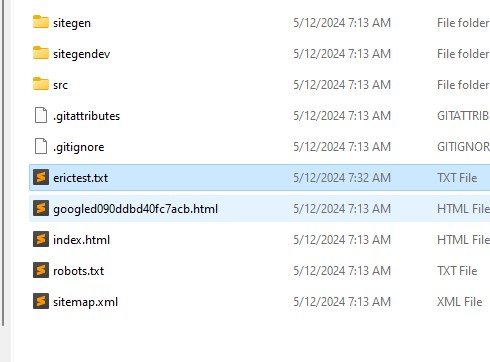 sitegen 5/12/2024 7:13 AM File folder
sitegendev 5/12/2024 7:13 AM File folder
src 5/12/2024 7:13 AM File folder
.gitattributes 5/12/2024 7:13 AM GITATTRIB
.gitignore 5/12/2024 7:13 AM GITIGNOR
erictest.txt 5/12/2024 7:32 AM TXT File
googled090ddbd40fc7acb.html 5/12/2024 7:13 AM HTML File
index.html 5/12/2024 7:13 AM HTML File
robots.txt 5/12/2024 7:13 AM TXT File
sitemap.xml 5/12/2024 7:13 AM XML File